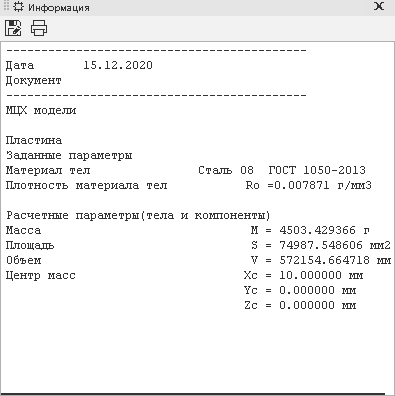 Информация
-------------------------------------------
Дата 15.12.2020
Документ
-------------------------------------------
МЦХ модели
Пластина
Заданные параметры
Материал тел Сталь 08 ГОСТ 1050-2013
Плотность материала тел Ro =0.007871 г/мм3
Расчетные параметры(тела и компоненты)
Масса M = 4503.429366 г
Площадь S = 74987.548606 мм2
Объем V = 572154.664718 мм
Центр масс Xc = 10.000000 мм
Yc = 0.000000 мм
Zc = 0.000000 мм